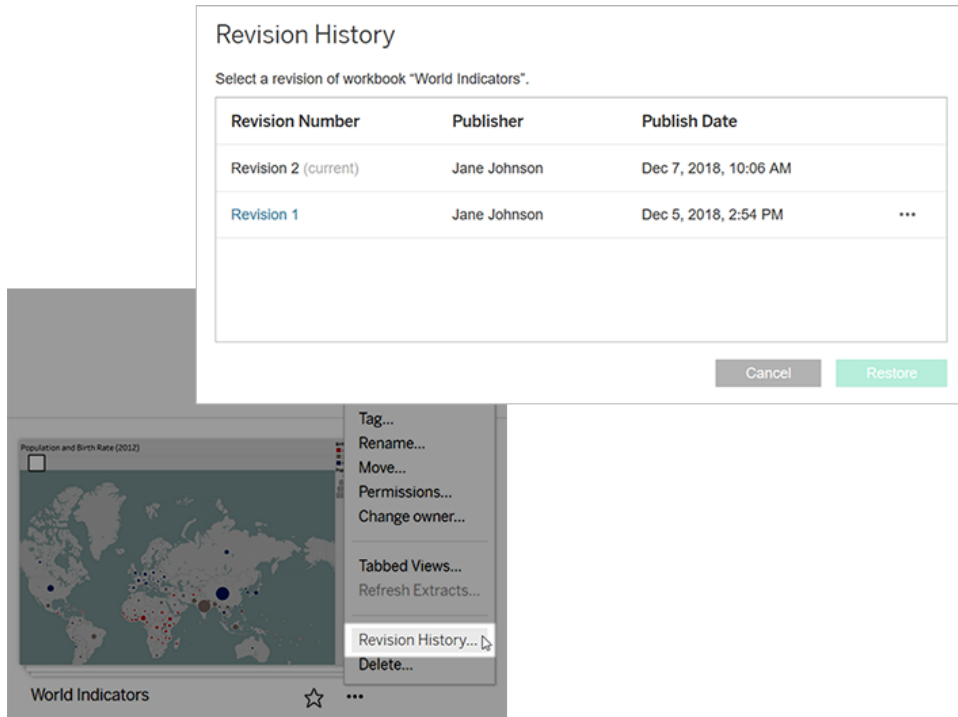 Revision History
Select a revision of workbook “World Indicators”.
Revision Number Publisher Publish Date
Revision 2 (current) Jane Johnson Dec 7, 2018, 10:06 AM
Revision 1 Jane Johnson Dec 5, 2018, 2:54 PM
Cancel Restore
Tag...
Rename...
Move...
Permissions...
Change owner...
Tabbed Views...
Refresh Extracts...
Revision History...
Delete...
Population and Birth Rate (2012)
World Indicators